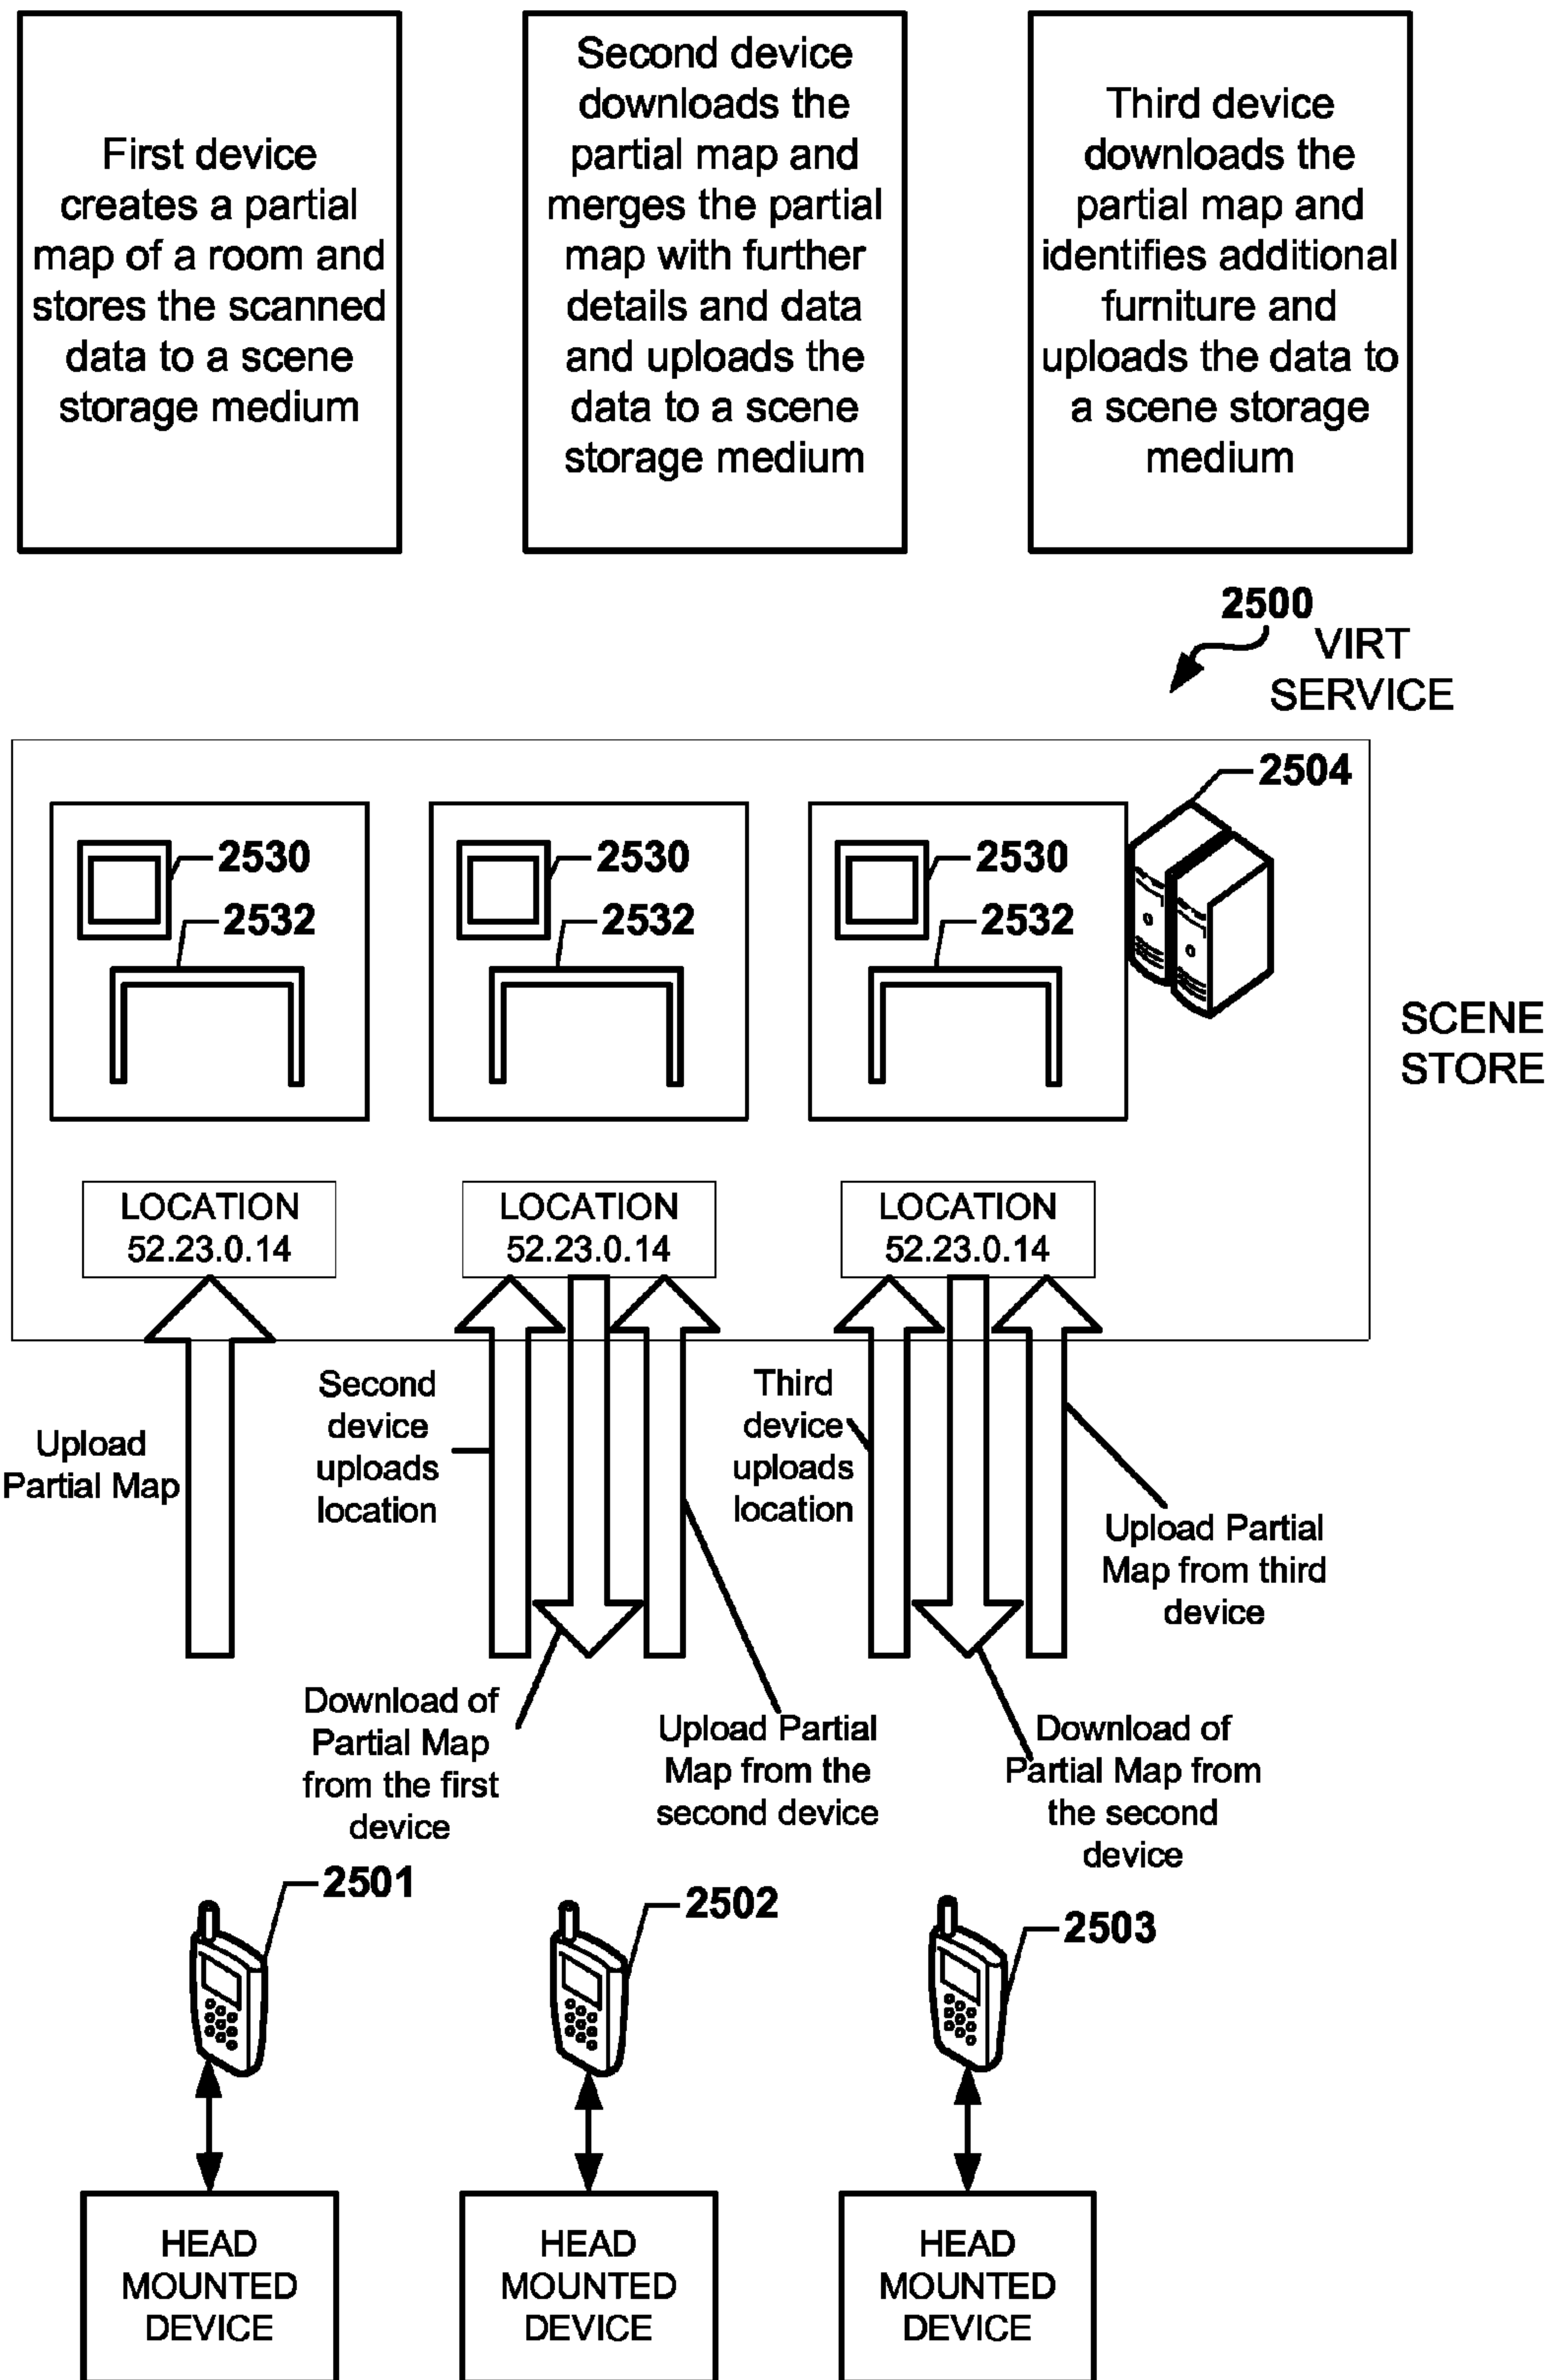 First device
creates a partial
map of a room and
stores the scanned
data to a scene
storage medium
Second device
downloads the
partial map and
merges the partial
map with further
details and data
and uploads the
data to a scene
storage medium
Third device
downloads the
partial map and
identifies additional
furniture and
uploads the data to
a scene storage
medium
2500
VIRT
SERVICE
2504
2530
2532
2530
2532
2530
2532
SCENE
STORE
LOCATION
52.23.0.14
LOCATION
52.23.0.14
LOCATION
52.23.0.14
Upload
Partial Map
Second
device
uploads
location
Third
device
uploads
location
Upload Partial
Map from third
device
Download of
Partial Map
from the first
device
Upload Partial
Map from the
second device
Download of
Partial Map from
the second
device
2501
2502
2503
HEAD
MOUNTED
DEVICE
HEAD
MOUNTED
DEVICE
HEAD
MOUNTED
DEVICE